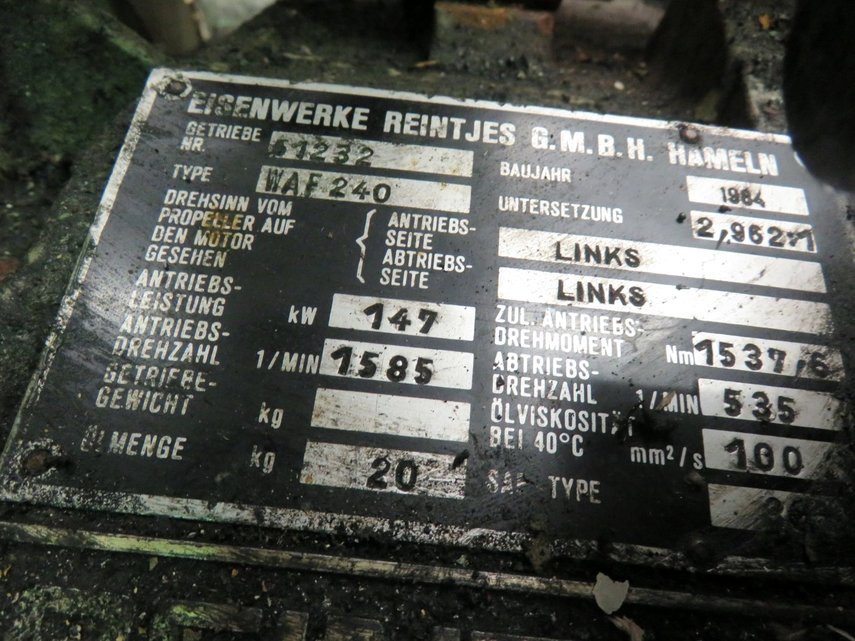 EISENWERKE REINTJES G.M.B.H. HAMELN
GETRIEBE NR. 51232
TYPE WAF 240
BAUJAHR 1984
UNTERSETZUNG 2,962:1
DREHSINN VOM
PROPELLER AUF
DEN MOTOR
GESEHEN
ANTRIEBS-
SEITE LINKS
ABTRIEBS-
SEITE LINKS
ANTRIEBS-
LEISTUNG kW 147
ANTRIEBS-
DREHZAHL 1/MIN 1585
GETRIEBE-
GEWICHT kg
ÖLMENGE kg 20
ZUL. ANTRIEBS-
DREHMOMENT Nm 1537,6
ABTRIEBS-
DREHZAHL 1/MIN 535
ÖLVISKOSITÄT
BEI 40°C mm²/s 100
SAE TYPE